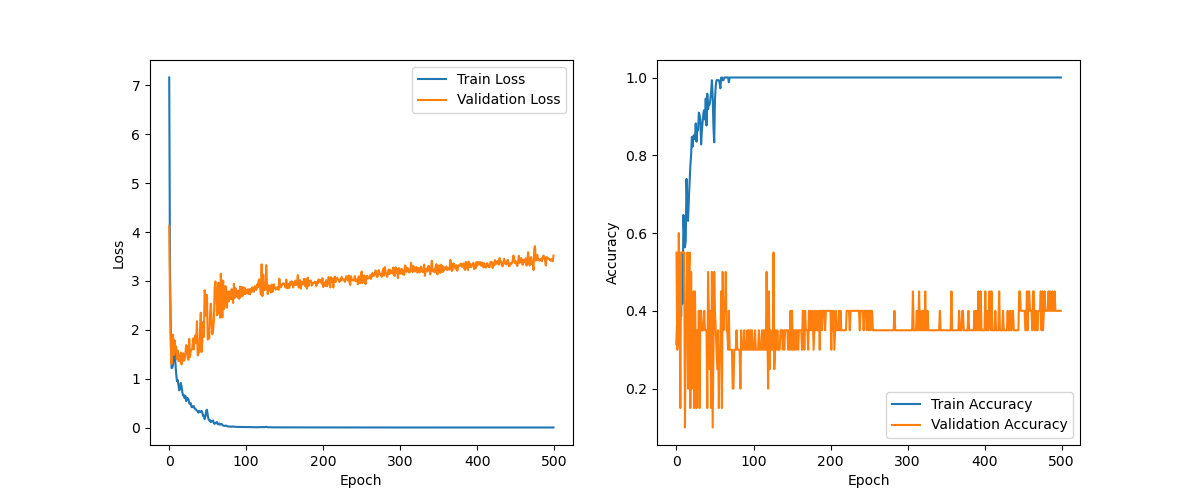 Train Loss
Validation Loss
7
6
5
4
3
2
1
0
Loss
0 100 200 300 400 500
Epoch
1.0
0.8
0.6
0.4
0.2
Accuracy
Train Accuracy
Validation Accuracy
0 100 200 300 400 500
Epoch